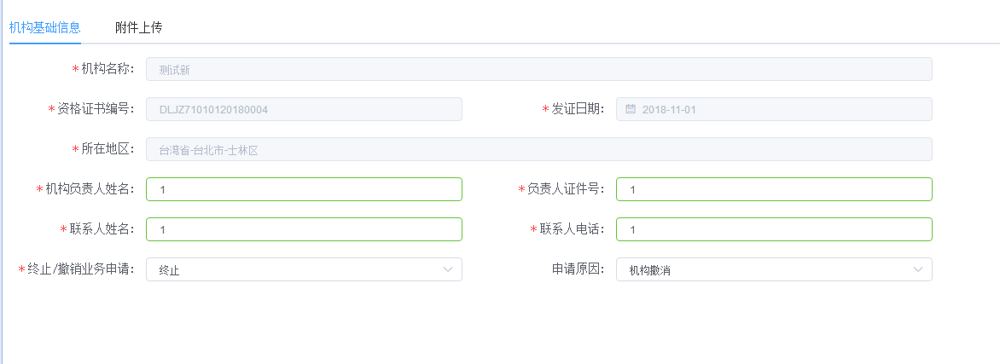 机构基础信息 附件上传
*机构名称: 测试新
*资格证书编号: DLJZ71010120180004 *发证日期: 2018-11-01
*所在地区: 台湾省-台北市-士林区
*机构负责人姓名: 1 *负责人证件号: 1
*联系人姓名: 1 *联系人电话: 1
*终止/撤销业务申请: 终止 申请原因: 机构撤消